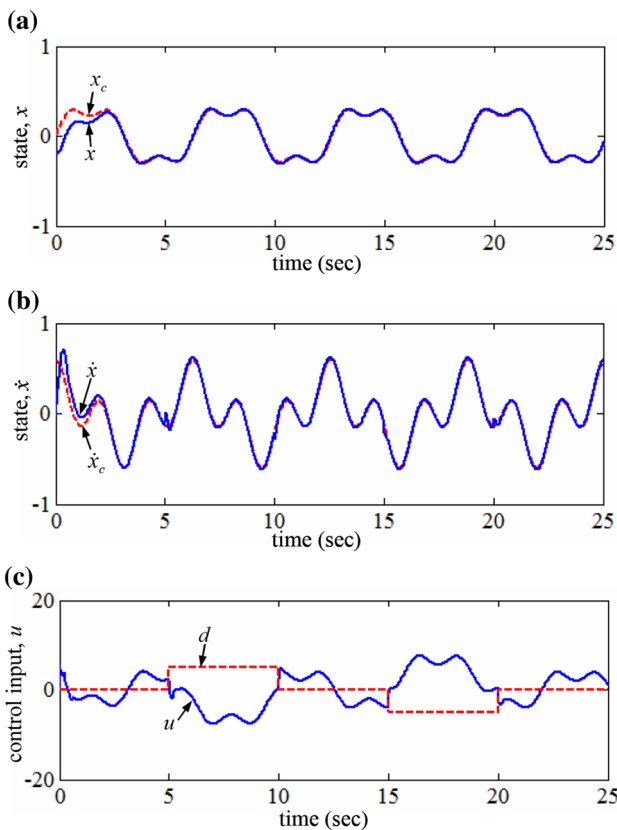 (a)
1
0
-1
state, x
x_c
x
0 5 10 15 20 25
time (sec)
(b)
1
0
-1
state, ẋ
ẋ
ẋ_c
0 5 10 15 20 25
time (sec)
(c)
20
0
-20
control input, u
d
u
0 5 10 15 20 25
time (sec)